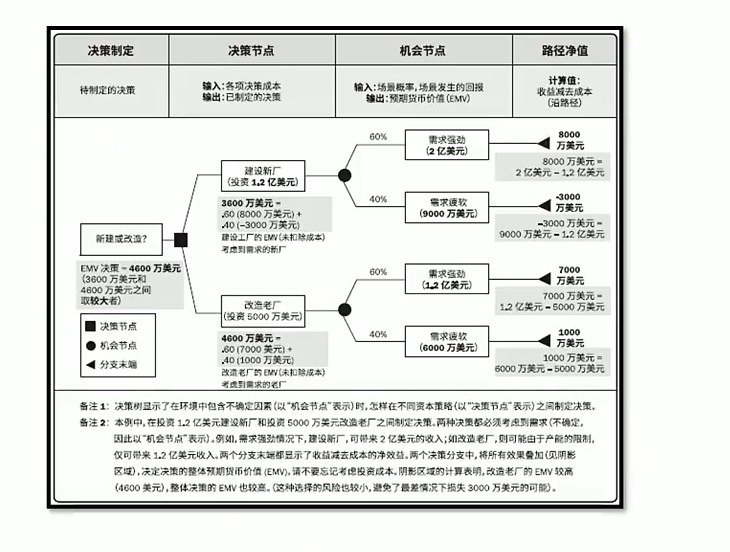 决策制定 决策节点 机会节点 路径净值
待制定的决策
输入:各项决策成本
输出:已制定的决策
输入:场景概率,场景发生的回报
输出:预期货币价值(EMV)
计算值:
收益减去成本
(沿路径)
新建或改造?
EMV 决策 = 4600 万美元
(3600 万美元和
4600 万美元之间
取较大者)
建设新厂
(投资 1.2 亿美元)
3600 万美元 =
.60 (8000 万美元) +
.40 (−3000 万美元)
建设工厂的 EMV (未扣除成本)
考虑到需求的新厂
60%
需求强劲
(2 亿美元)
8000
万美元
8000 万美元 =
2 亿美元 − 1.2 亿美元
40%
需求疲软
(9000 万美元)
-3000
万美元
−3000 万美元 =
9000 万美元 − 1.2 亿美元
改造老厂
(投资 5000 万美元)
4600 万美元 =
.60 (7000 美元) +
.40 (1000 万美元)
改造老厂的 EMV (未扣除成本)
考虑到需求的老厂
60%
需求强劲
(1.2 亿美元)
7000
万美元
7000 万美元 =
1.2 亿美元 − 5000 万美元
40%
需求疲软
(6000 万美元)
1000
万美元
1000 万美元 =
6000 万美元 − 5000 万美元
决策节点
机会节点
分支末端
备注 1: 决策树显示了在环境中包含不确定因素(以“机会节点”表示)时,怎样在不同资本策略(以“决策节点”表示)之间制定决策。
备注 2: 本例中,在投资 1.2 亿美元建设新厂和投资 5000 万美元改造老厂之间制定决策。两种决策都必须考虑到需求(不确定,
因此以“机会节点”表示)。例如,需求强劲情况下,建设新厂,可带来 2 亿美元的收入;如改造老厂,则可能由于产能的限制,
仅可带来 1.2 亿美元收入。两个分支末端都显示了收益减去成本的净效益。两个决策分支中,将所有效果叠加(见阴影
区域),决定决策的整体预期货币价值 (EMV)。请不要忘记考虑投资成本。阴影区域的计算表明,改造老厂的 EMV 较高
(4600 美元),整体决策的 EMV 也较高。(这种选择的风险也较小,避免了最差情况下损失 3000 万美元的可能)。